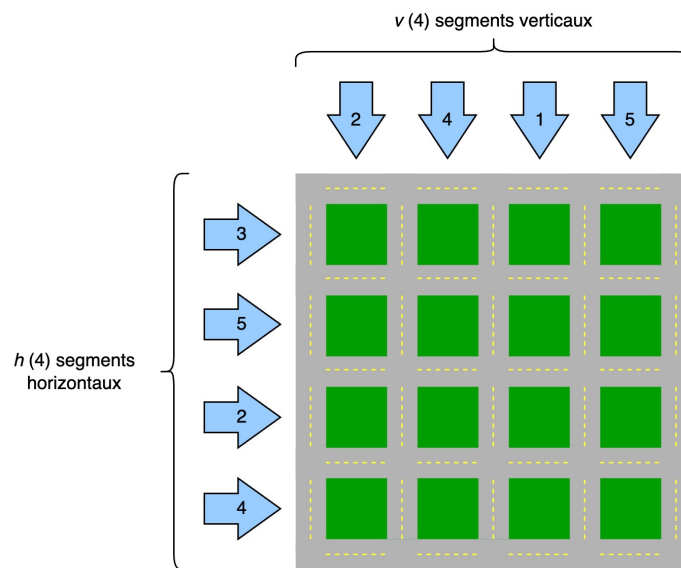 v (4) segments verticaux
2 4 1 5
3
5
h (4) segments
horizontaux
2
4